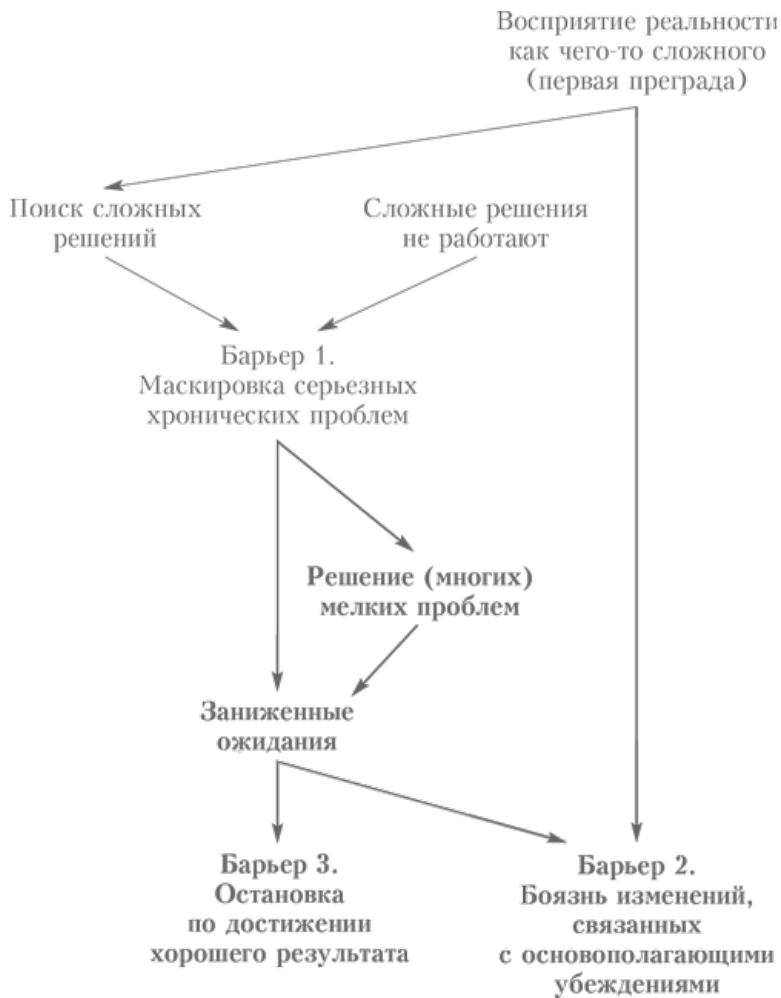 Восприятие реальности
как чего-то сложного
(первая преграда)
Поиск сложных
решений
Сложные решения
не работают
Барьер 1.
Маскировка серьезных
хронических проблем
Решение (многих)
мелких проблем
Заниженные
ожидания
Барьер 3.
Остановка
по достижении
хорошего результата
Барьер 2.
Боязнь изменений,
связанных
с основополагающими
убеждениями